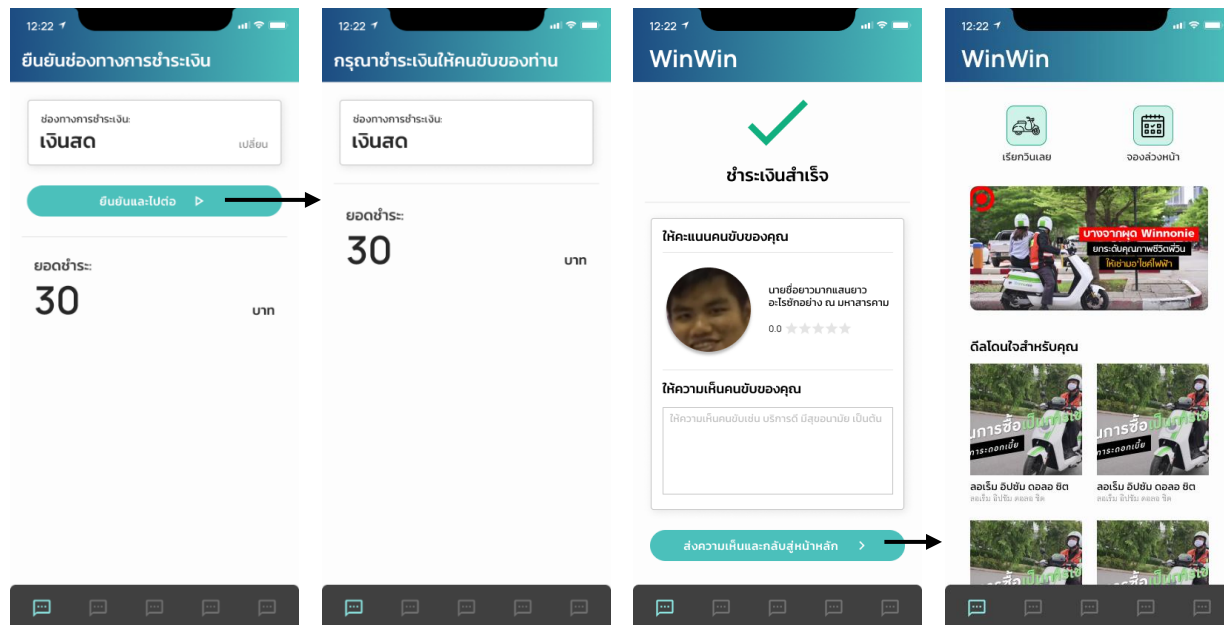 12:22
ยืนยันช่องทางการชำระเงิน
ช่องทางการชำระเงิน:
เงินสด
เปลี่ยน
ยืนยันและไปต่อ
ยอดชำระ:
30
บาท
12:22
กรุณาชำระเงินให้คนขับของท่าน
ช่องทางการชำระเงิน:
เงินสด
ยอดชำระ:
30
บาท
12:22
WinWin
ชำระเงินสำเร็จ
ให้คะแนนคนขับของคุณ
นายชื่อยาวมากแสนยาว
อะไรซักอย่าง ณ มหาสารคาม
0.0
ให้ความเห็นคนขับของคุณ
ให้ความเห็นคนขับเช่น บริการดี มีสุขอนามัย เป็นต้น
ส่งความเห็นและกลับสู่หน้าหลัก
12:22
WinWin
เรียกวินเลย
จองล่วงหน้า
บางจากผุด Winnonie
ยกระดับคุณภาพชีวิตพี่วิน
ให้เช่ามอ'ไซค์ไฟฟ้า
ดีลโดนใจสำหรับคุณ
ลอเร็ม อิปซัม ดอลอ ซิต
ลอเร็ม อิปซัม ดอลอ ซิต
ลอเร็ม อิปซัม ดอลอ ซิต
ลอเร็ม อิปซัม ดอลอ ซิต